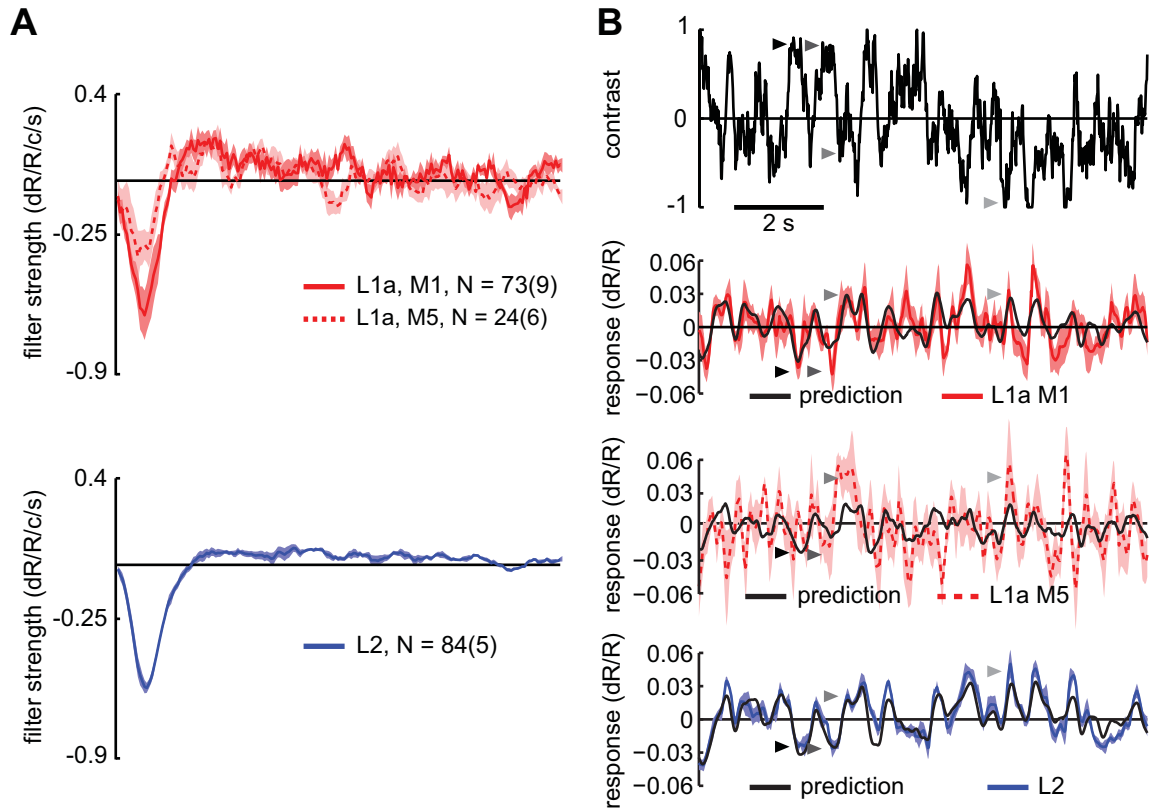 A
0.4
-0.25
-0.9
filter strength (dR/R/c/s)
L1a, M1, N = 73(9)
L1a, M5, N = 24(6)
0.4
-0.25
-0.9
filter strength (dR/R/c/s)
L2, N = 84(5)
B
1
0
-1
contrast
2 s
0.06
0.03
0
−0.03
−0.06
response (dR/R)
prediction
L1a M1
0.06
0.03
0
−0.03
−0.06
response (dR/R)
prediction
L1a M5
0.06
0.03
0
−0.03
−0.06
response (dR/R)
prediction
L2